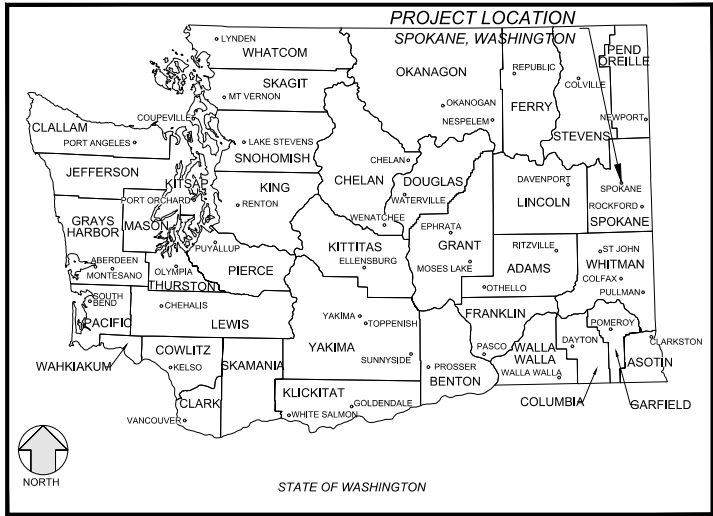 PROJECT LOCATION
SPOKANE, WASHINGTON
LYNDEN
WHATCOM
PEND
OREILLE
OKANAGON
REPUBLIC
SKAGIT
COLVILLE
MT VERNON
OKANOGAN
FERRY
COUPEVILLE
NESPELEM
NEWPORT
CLALLAM
STEVENS
PORT ANGELES
LAKE STEVENS
SNOHOMISH
CHELAN
JEFFERSON
KITSAP
KING
CHELAN
DOUGLAS
DAVENPORT
SPOKANE
PORT ORCHARD
RENTON
WATERVILLE
LINCOLN
ROCKFORD
GRAYS
HARBOR
MASON
WENATCHEE
EPHRATA
SPOKANE
PUYALLUP
KITTITAS
GRANT
RITZVILLE
ST JOHN
ABERDEEN
MONTESANO
OLYMPIA
THURSTON
PIERCE
ELLENSBURG
MOSES LAKE
ADAMS
WHITMAN
COLFAX
OTHELLO
PULLMAN
SOUTH
BEND
CHEHALIS
PACIFIC
LEWIS
YAKIMA
TOPPENISH
FRANKLIN
POMEROY
CLARKSTON
WAHKIAKUM
COWLITZ
KELSO
SKAMANIA
YAKIMA
SUNNYSIDE
PROSSER
BENTON
PASCO
WALLA
WALLA
WALLA WALLA
DAYTON
ASOTIN
CLARK
KLICKITAT
GOLDENDALE
WHITE SALMON
COLUMBIA
GARFIELD
VANCOUVER
NORTH
STATE OF WASHINGTON